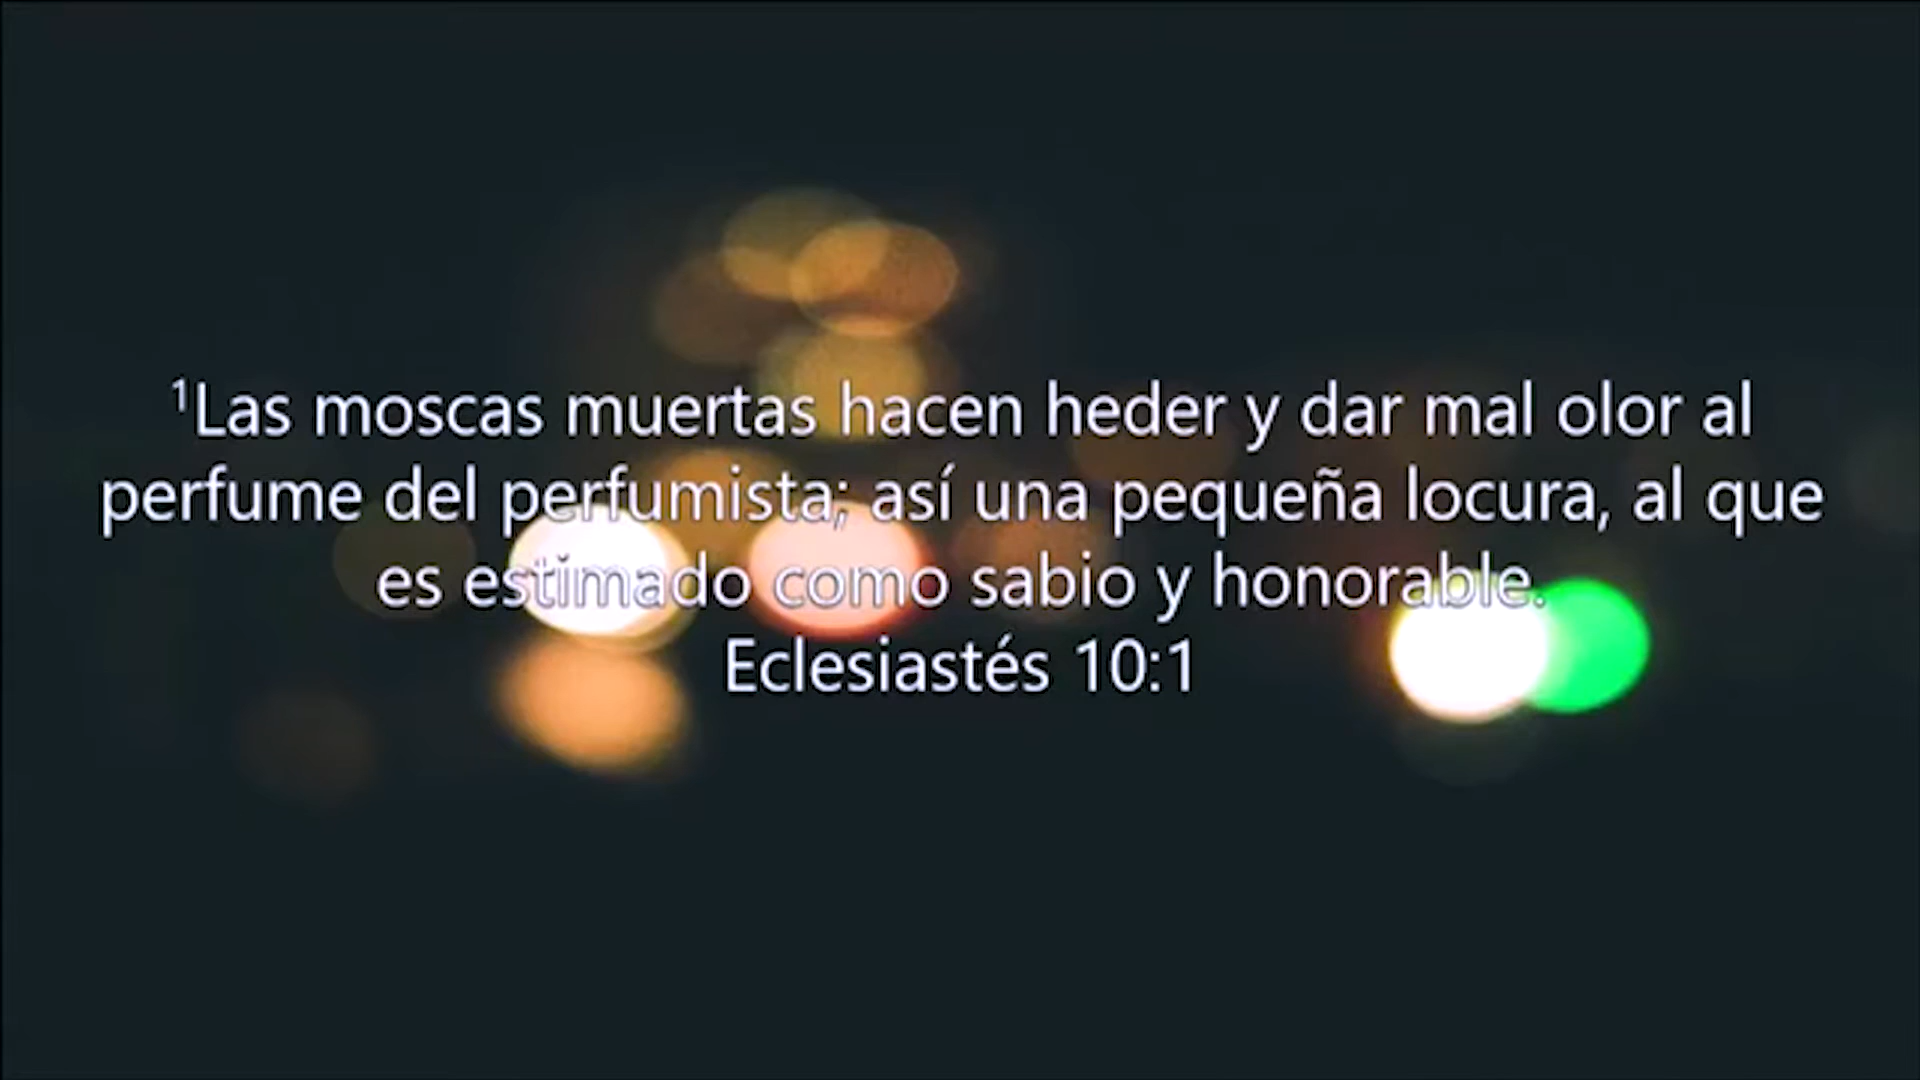 ¹Las moscas muertas hacen heder y dar mal olor al
perfume del perfumista; así una pequeña locura, al que
es estimado como sabio y honorable.
Eclesiastés 10:1